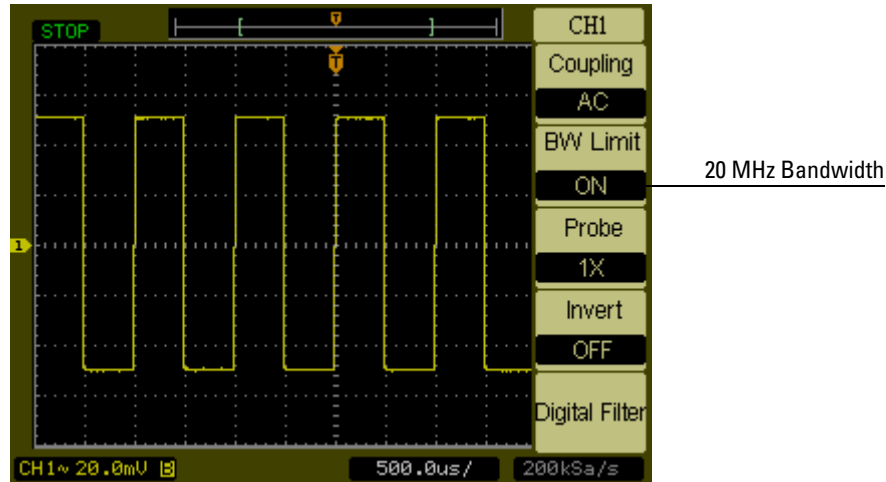 STOP
T
CH1
T
Coupling
AC
BW Limit
ON
20 MHz Bandwidth
Probe
1
1X
Invert
OFF
Digital Filter
CH1~ 20.0mV B
500.0us/
200kSa/s